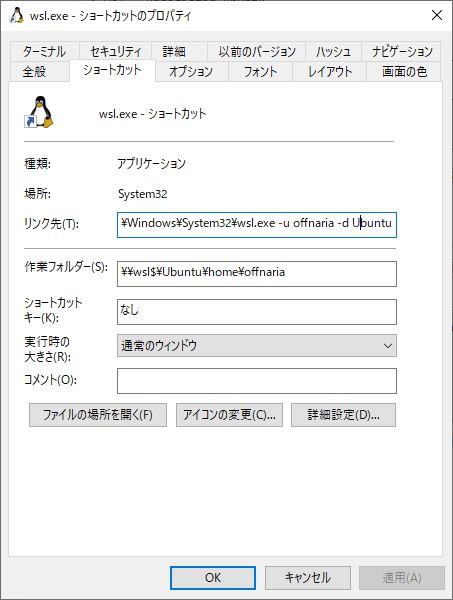 wsl.exe - ショートカットのプロパティ
ターミナル セキュリティ 詳細 以前のバージョン ハッシュ ナビゲーション
全般 ショートカット オプション フォント レイアウト 画面の色
wsl.exe - ショートカット
種類: アプリケーション
場所: System32
リンク先(T): ¥Windows¥System32¥wsl.exe -u offnaria -d Ubuntu
作業フォルダー(S): ¥¥wsl$¥Ubuntu¥home¥offnaria
ショートカット
キー(K): なし
実行時の
大きさ(R): 通常のウィンドウ
コメント(O):
ファイルの場所を開く(F) アイコンの変更(C)... 詳細設定(D)...
OK キャンセル 適用(A)